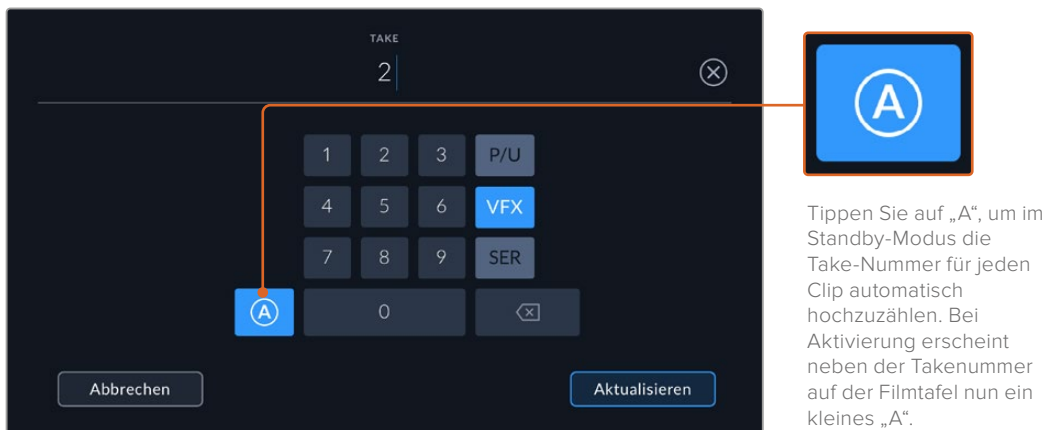 TAKE
2
A
1 2 3 P/U
4 5 6 VFX
7 8 9 SER
A 0
Abbrechen Aktualisieren
Tippen Sie auf „A“, um im
Standby-Modus die
Take-Nummer für jeden
Clip automatisch
hochzuzählen. Bei
Aktivierung erscheint
neben der Takenummer
auf der Filmtafel nun ein
kleines „A“.